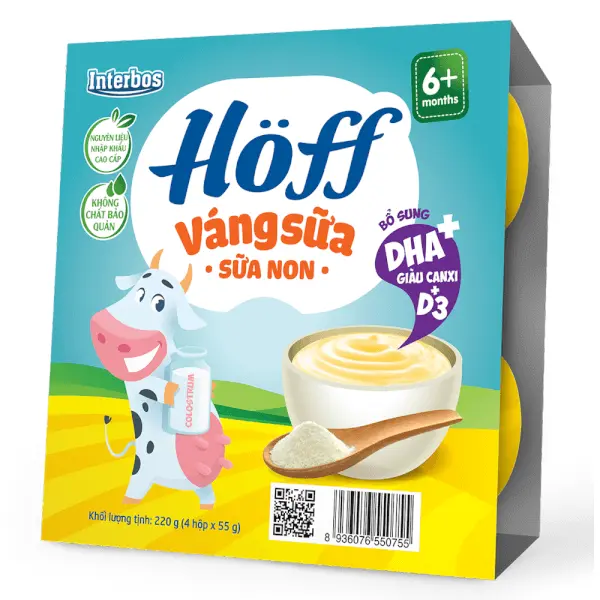 Interbos
6+
months
NGUYÊN LIỆU
NHẬP KHẨU
CAO CẤP
Höff
KHÔNG
CHẤT BẢO
QUẢN
Váng sữa
• SỮA NON •
BỔ SUNG
DHA+
GIÀU CANXI
+
D3
COLOSTRUM
Khối lượng tịnh: 220 g (4 hộp x 55 g)
8 936076 550755